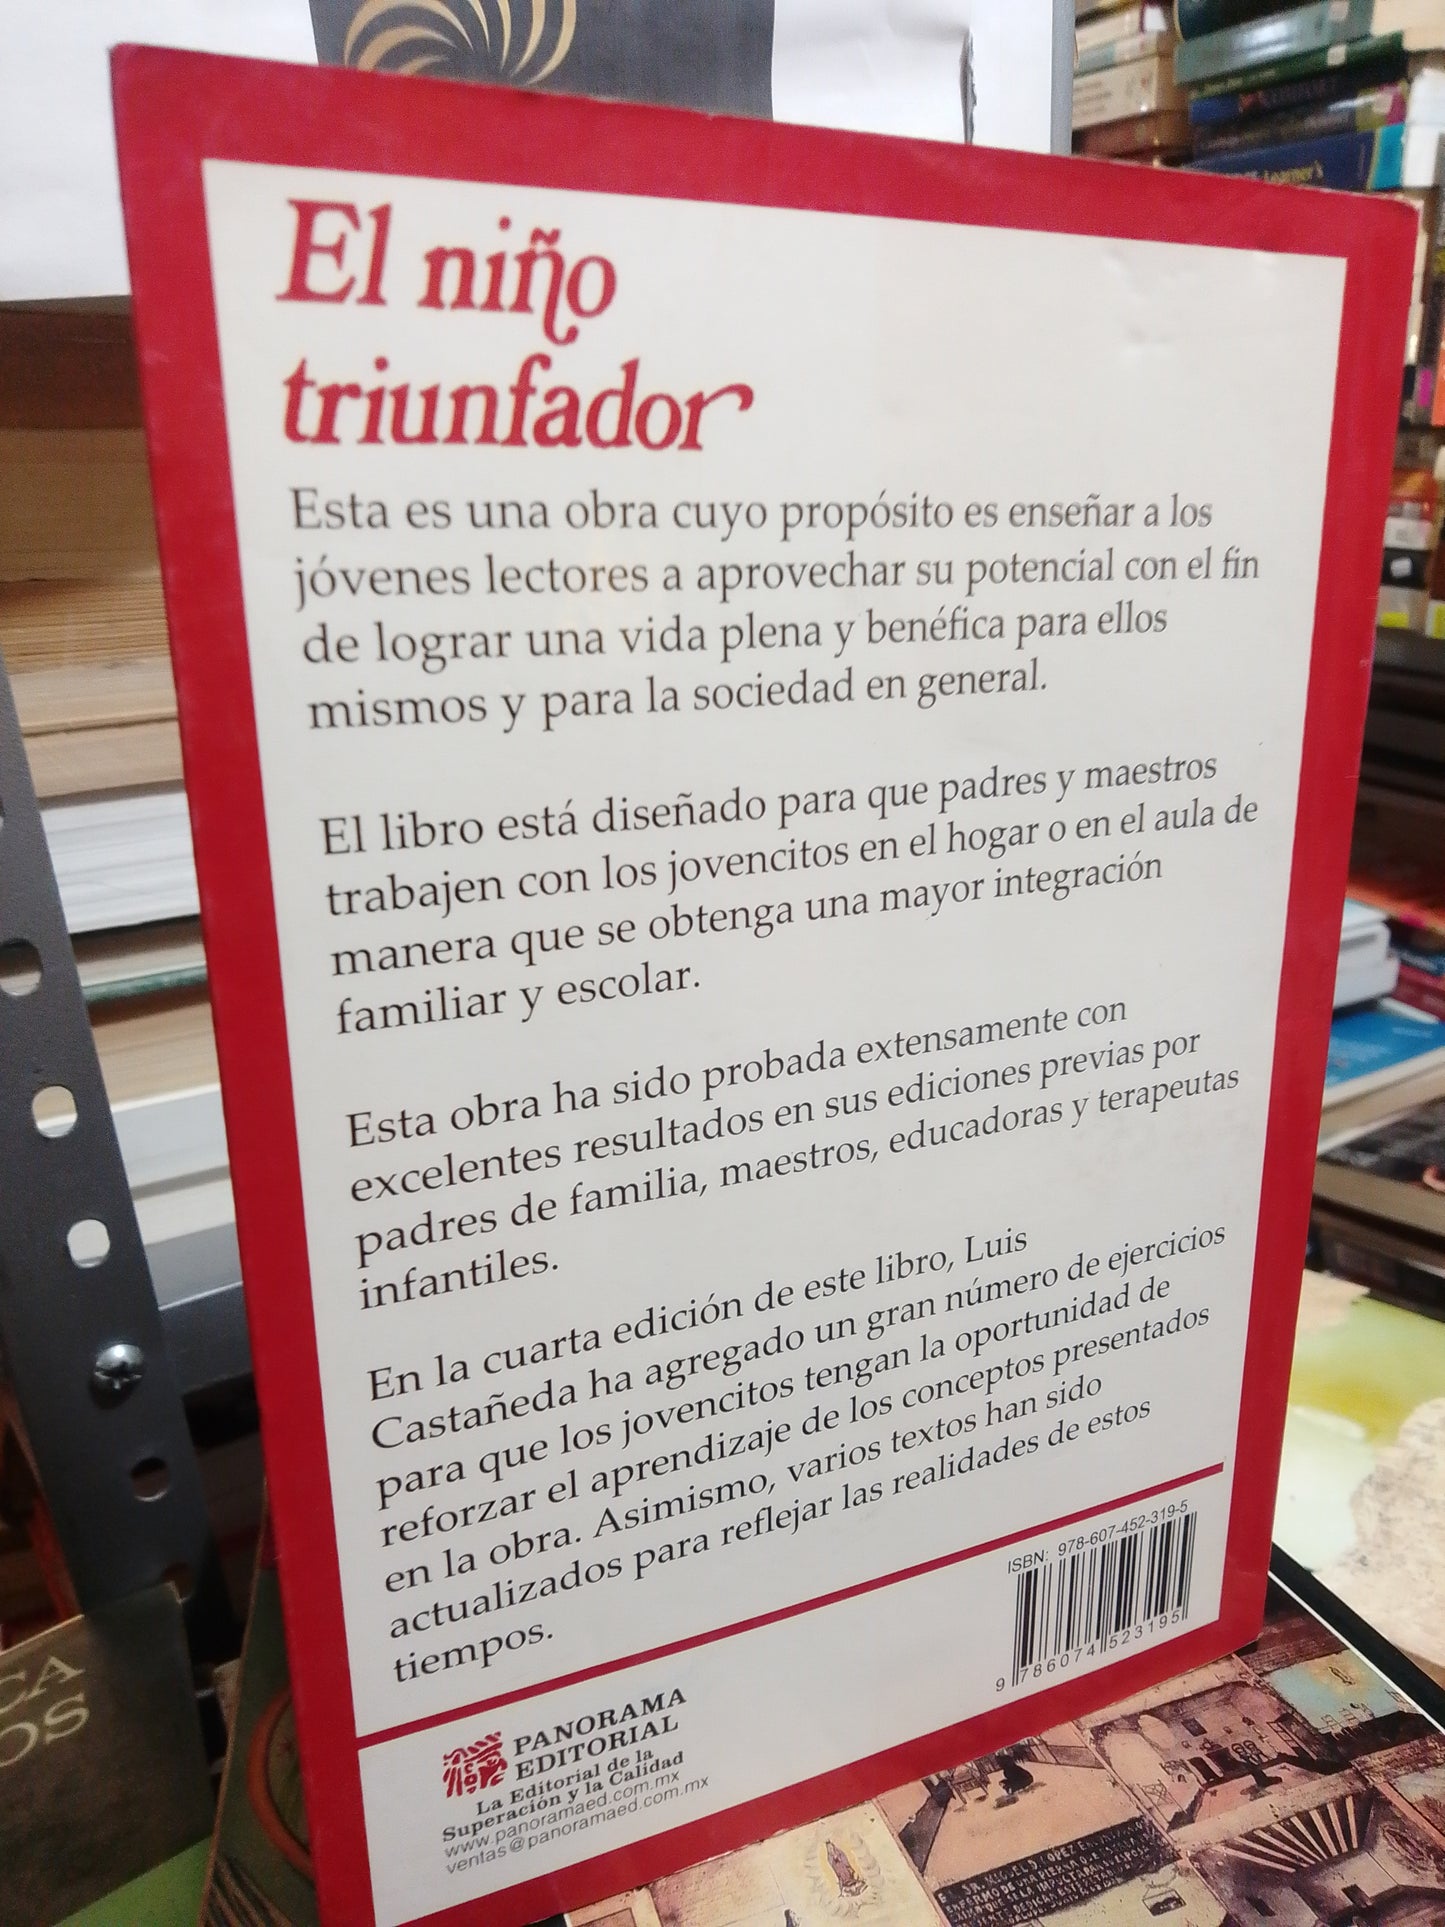 El niño
triunfador
Esta es una obra cuyo propósito es enseñar a los
jóvenes lectores a aprovechar su potencial con el fin
de lograr una vida plena y benéfica para ellos
mismos y para la sociedad en general.
El libro está diseñado para que padres y maestros
trabajen con los jovencitos en el hogar o en el aula de
manera que se obtenga una mayor integración
familiar y escolar.
Esta obra ha sido probada extensamente con
excelentes resultados en sus ediciones previas por
padres de familia, maestros, educadoras y terapeutas
infantiles.
En la cuarta edición de este libro, Luis
Castañeda ha agregado un gran número de ejercicios
para que los jovencitos tengan la oportunidad de
reforzar el aprendizaje de los conceptos presentados
en la obra. Asimismo, varios textos han sido
actualizados para reflejar las realidades de estos
tiempos.
ISBN: 978-607-452-319-5
9 786074 523195
PANORAMA
EDITORIAL
La Editorial de la
Superación y la Calidad
www.panoramaed.com.mx
ventas@panoramaed.com.mx
Learner's
CA
OS